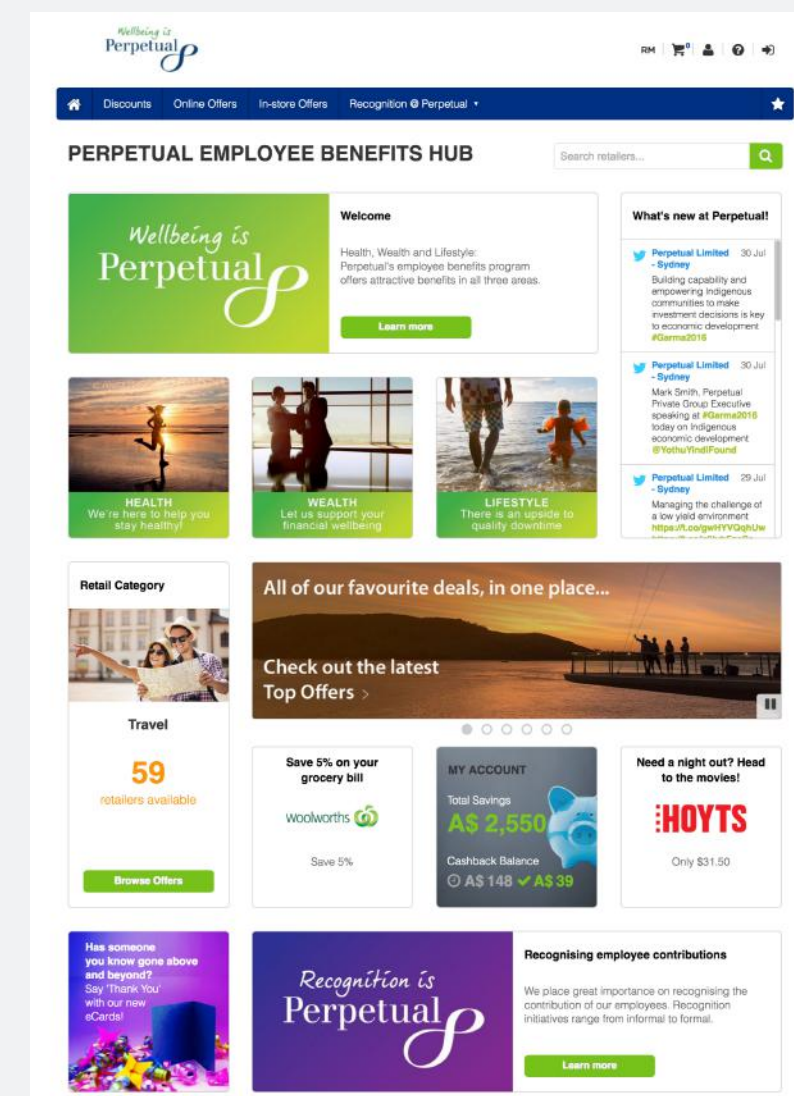 Wellbeing is
Perpetual
RM
0
Discounts
Online Offers
In-store Offers
Recognition @ Perpetual
PERPETUAL EMPLOYEE BENEFITS HUB
Search retailers...
Wellbeing is
Perpetual
Welcome
Health, Wealth and Lifestyle:
Perpetual's employee benefits program
offers attractive benefits in all three areas.
Learn more
What's new at Perpetual!
Perpetual Limited 30 Jul
- Sydney
Building capability and
empowering Indigenous
communities to make
investment decisions is key
to economic development
#Garma2016
Perpetual Limited 30 Jul
- Sydney
Mark Smith, Perpetual
Private Group Executive
speaking at #Garma2016
today on Indigenous
economic development
@YothuYindiFound
Perpetual Limited 29 Jul
- Sydney
Managing the challenge of
a low yield environment
https://t.co/gwHYVQqhUw
HEALTH
We're here to help you
stay healthy!
WEALTH
Let us support your
financial wellbeing
LIFESTYLE
There is an upside to
quality downtime
Retail Category
Travel
59
retailers available
Browse Offers
All of our favourite deals, in one place...
Check out the latest
Top Offers >
Save 5% on your
grocery bill
woolworths
Save 5%
MY ACCOUNT
Total Savings
A$ 2,550
Cashback Balance
A$ 148 A$ 39
Need a night out? Head
to the movies!
HOYTS
Only $31.50
Has someone
you know gone above
and beyond?
Say 'Thank You'
with our new
eCards!
Recognition is
Perpetual
Recognising employee contributions
We place great importance on recognising the
contribution of our employees. Recognition
initiatives range from informal to formal.
Learn more